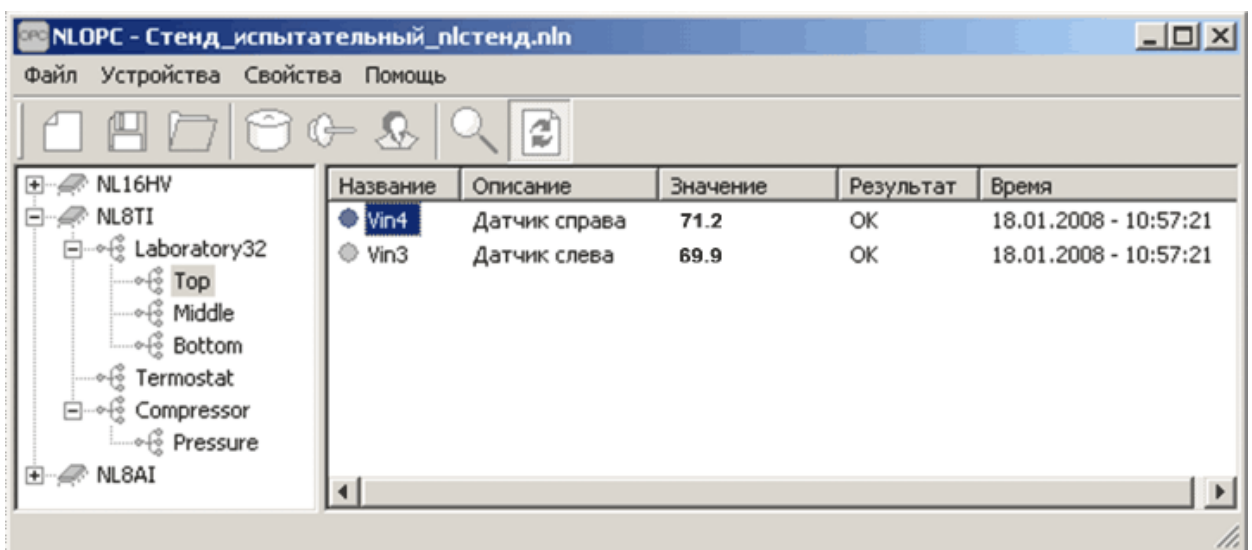 OPC NLOPC - Стенд_испытательный_nlстенд.nln
Файл Устройства Свойства Помощь
NL16HV
NL8TI
Laboratory32
Top
Middle
Bottom
Termostat
Compressor
Pressure
NL8AI
Название Описание Значение Результат Время
Vin4 Датчик справа 71.2 OK 18.01.2008 - 10:57:21
Vin3 Датчик слева 69.9 OK 18.01.2008 - 10:57:21